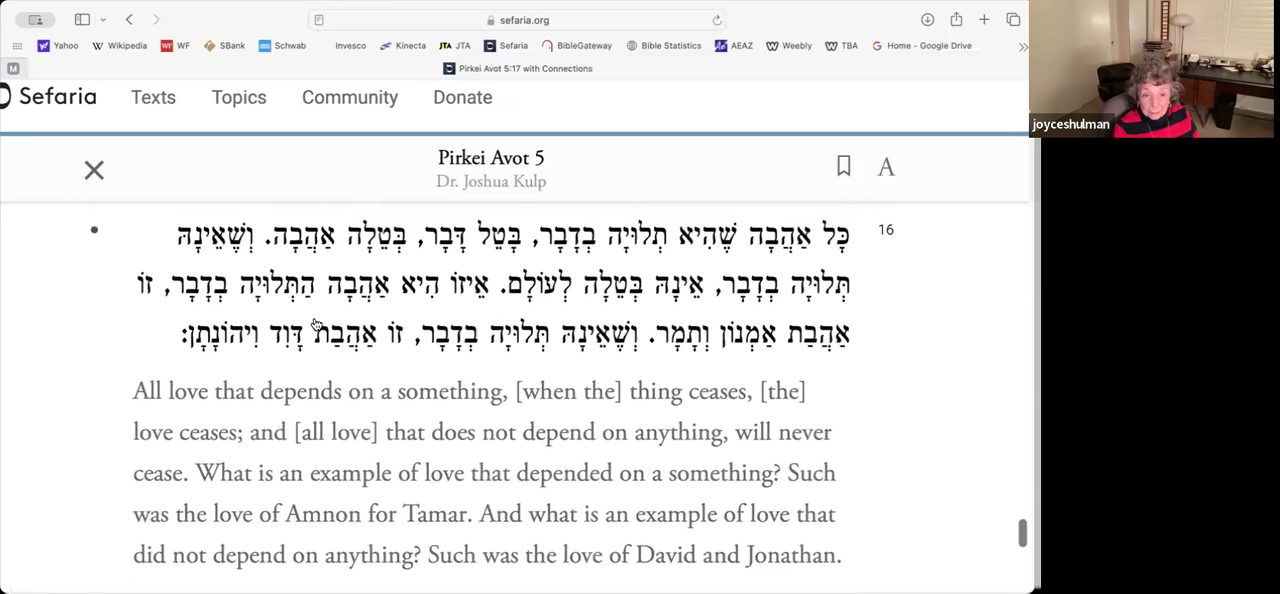 sefaria.org
Yahoo Wikipedia WF SBank Schwab Invesco Kinecta JTA Sefaria BibleGateway Bible Statistics AEAZ Weebly TBA Home - Google Drive
Pirkei Avot 5:17 with Connections
Sefaria Texts Topics Community Donate
joyceshulman
Pirkei Avot 5
Dr. Joshua Kulp
A
16
כָּל אַהֲבָה שֶׁהִיא תְלוּיָה בְדָבָר, בָּטֵל דָּבָר, בְּטֵלָה אַהֲבָה. וְשֶׁאֵינָהּ
תְּלוּיָה בְדָבָר, אֵינָהּ בְּטֵלָה לְעוֹלָם. אֵיזוֹ הִיא אַהֲבָה הַתְּלוּיָה בְדָבָר, זוֹ
אַהֲבַת אַמְנוֹן וְתָמָר. וְשֶׁאֵינָהּ תְּלוּיָה בְדָבָר, זוֹ אַהֲבַת דָּוִד וִיהוֹנָתָן:
All love that depends on a something, [when the] thing ceases, [the]
love ceases; and [all love] that does not depend on anything, will never
cease. What is an example of love that depended on a something? Such
was the love of Amnon for Tamar. And what is an example of love that
did not depend on anything? Such was the love of David and Jonathan.